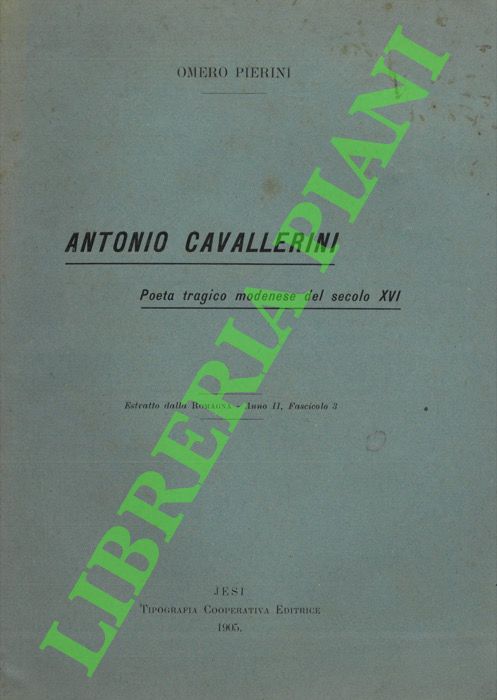 OMERO PIERINI
ANTONIO CAVALLERINI
Poeta tragico modenese del secolo XVI
Estratto dalla ROMAGNA - Anno II, Fascicolo 3
JESI
TIPOGRAFIA COOPERATIVA EDITRICE
1905.
LIBRERIA PIANI